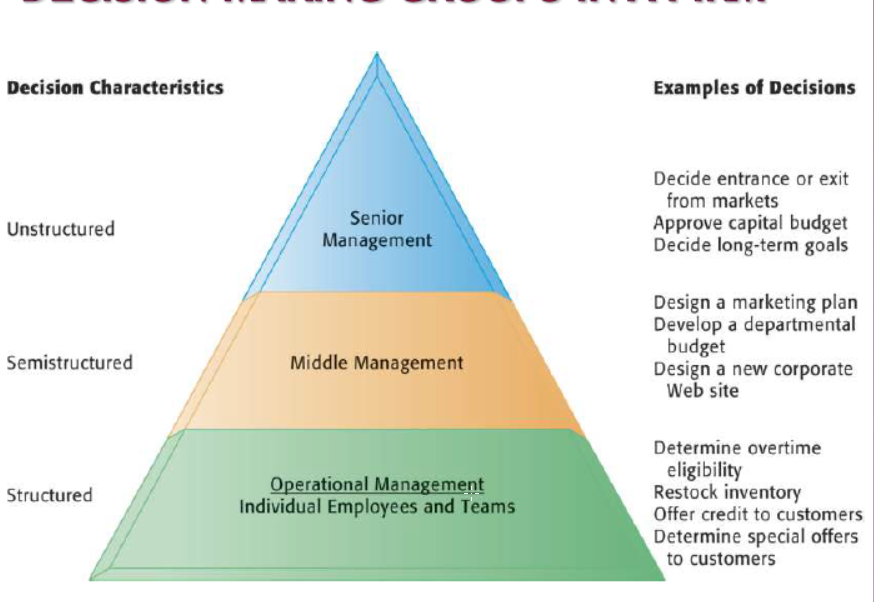 Decision Characteristics
Examples of Decisions
Unstructured
Senior
Management
Decide entrance or exit
from markets
Approve capital budget
Decide long-term goals
Semistructured
Middle Management
Design a marketing plan
Develop a departmental
budget
Design a new corporate
Web site
Structured
Operational Management
Individual Employees and Teams
Determine overtime
eligibility
Restock inventory
Offer credit to customers
Determine special offers
to customers